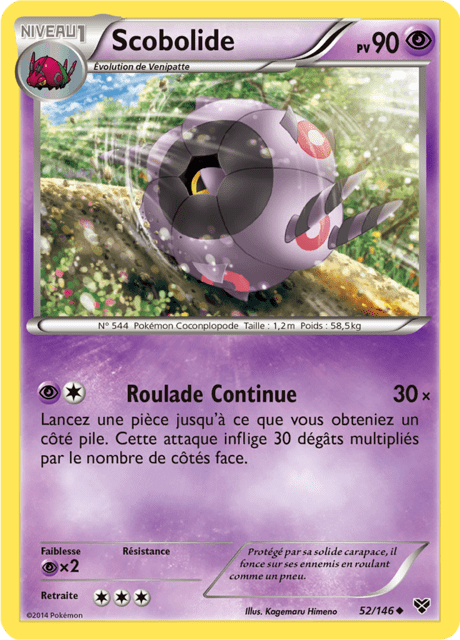 NIVEAU 1
Scobolide
PV 90
Évolution de Venipatte
N° 544 Pokémon Coconplopode Taille : 1,2 m Poids : 58,5 kg
Roulade Continue 30×
Lancez une pièce jusqu'à ce que vous obteniez un
côté pile. Cette attaque inflige 30 dégâts multipliés
par le nombre de côtés face.
Faiblesse
Résistance
×2
Retraite
Protégé par sa solide carapace, il
fonce sur ses ennemis en roulant
comme un pneu.
©2014 Pokémon
Illus. Kagemaru Himeno
52/146
XY